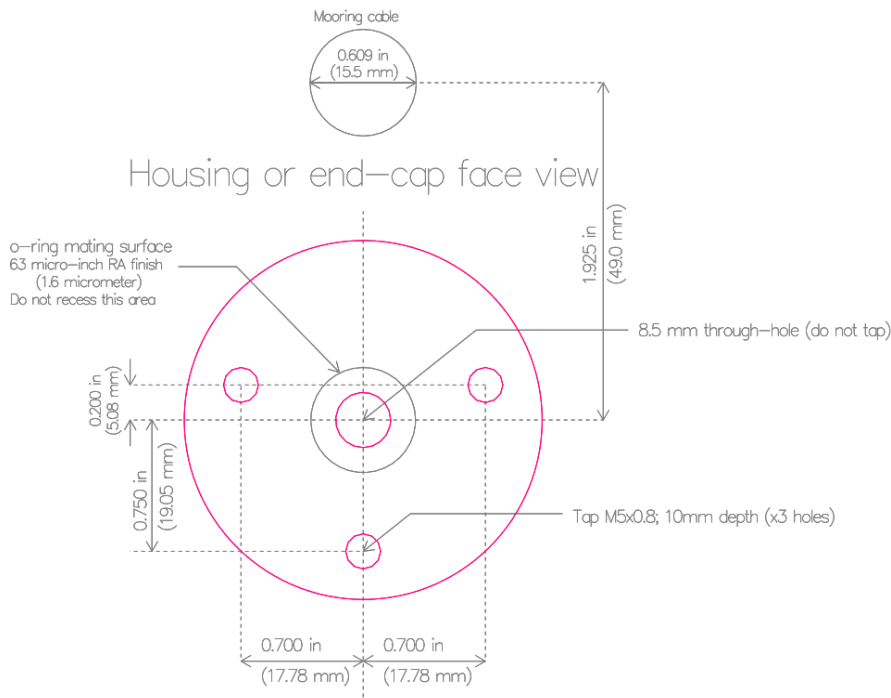 Mooring cable
0.609 in
(15.5 mm)
Housing or end-cap face view
1.925 in
(49.0 mm)
o-ring mating surface
63 micro-inch RA finish
(1.6 micrometer)
Do not recess this area
8.5 mm through-hole (do not tap)
0.200 in
(5.08 mm)
0.750 in
(19.05 mm)
Tap M5x0.8; 10mm depth (x3 holes)
0.700 in
(17.78 mm)
0.700 in
(17.78 mm)